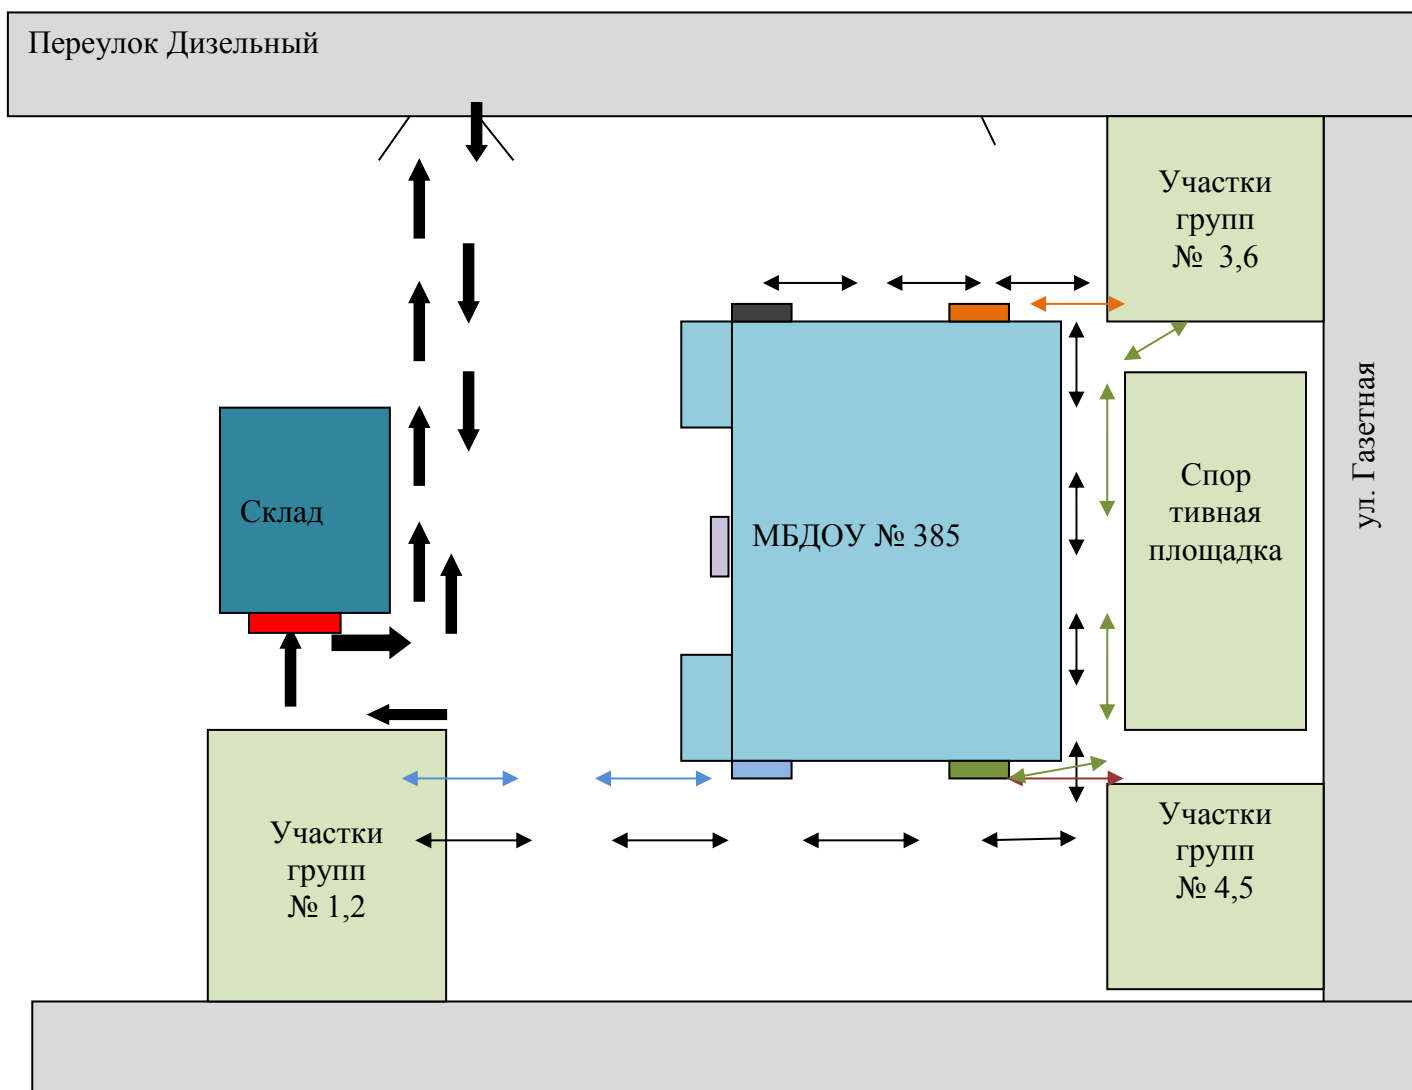 Переулок Дизельный
Участки
групп
№ 3,6
ул. Газетная
Склад
МБДОУ № 385
Спор
тивная
площадка
Участки
групп
№ 1,2
Участки
групп
№ 4,5